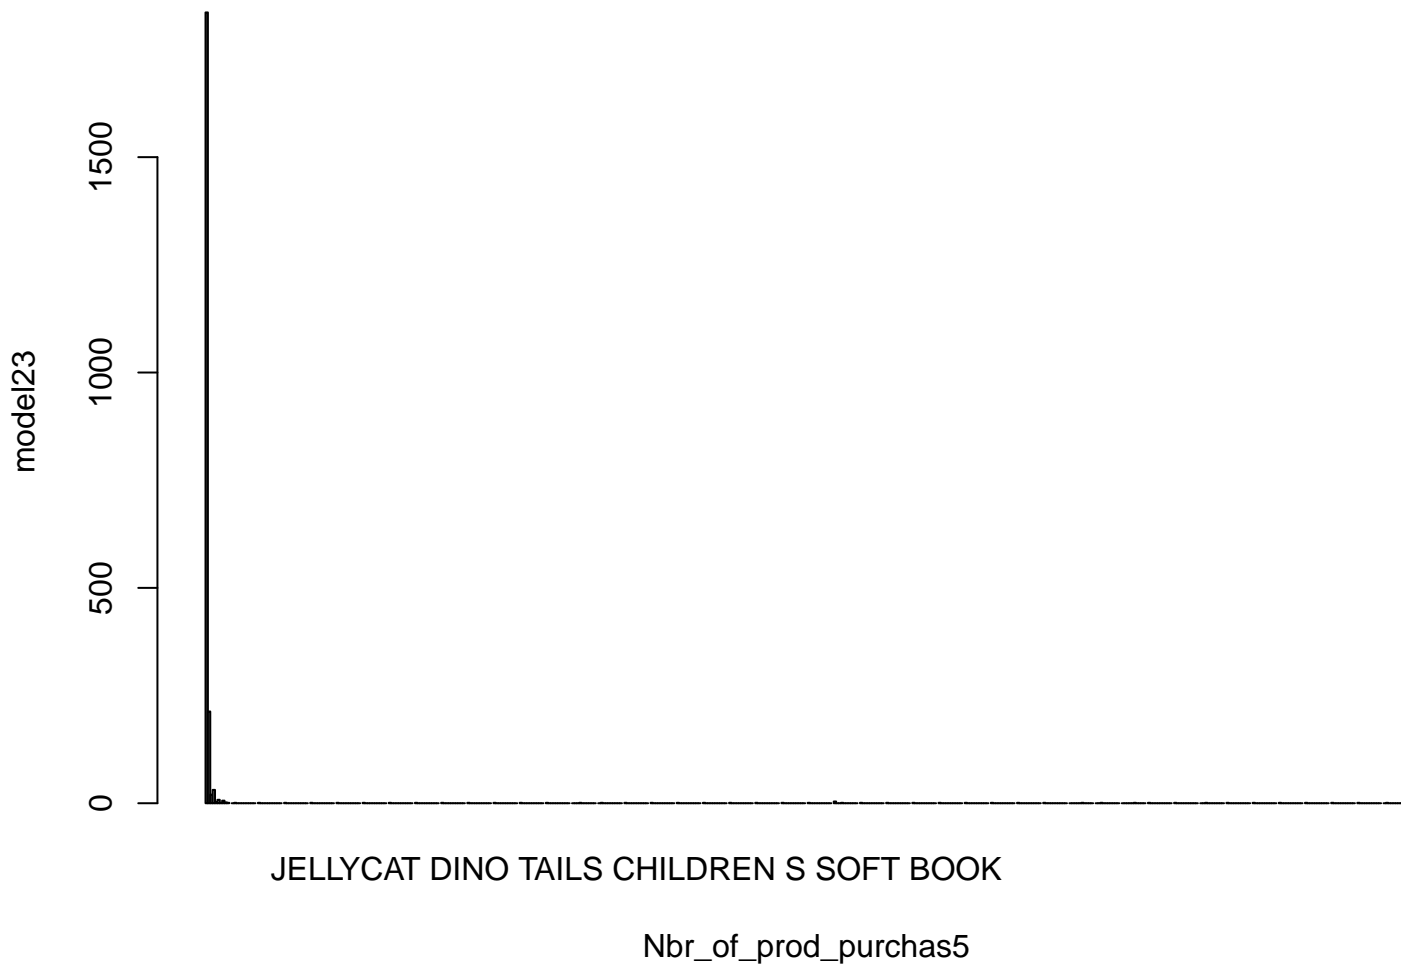 1500
1000
500
0
model23
JELLYCAT DINO TAILS CHILDREN S SOFT BOOK
Nbr_of_prod_purchas5